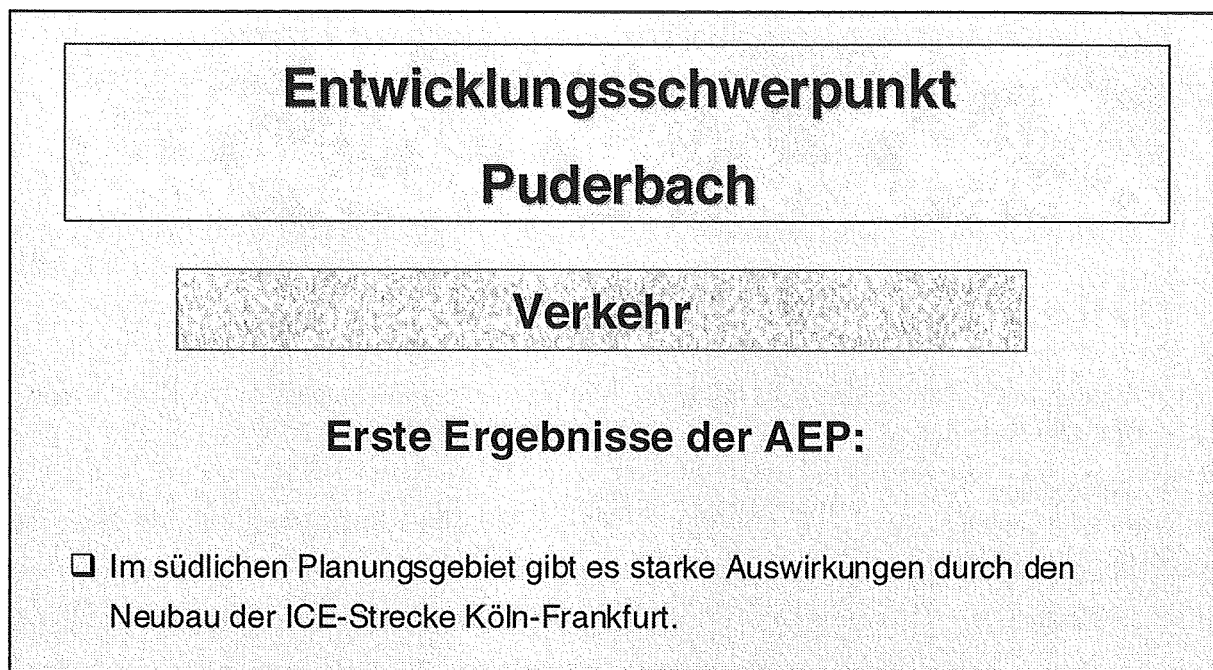 Entwicklungsschwerpunkt
Puderbach
Verkehr
Erste Ergebnisse der AEP:
❑ Im südlichen Planungsgebiet gibt es starke Auswirkungen durch den
Neubau der ICE-Strecke Köln-Frankfurt.